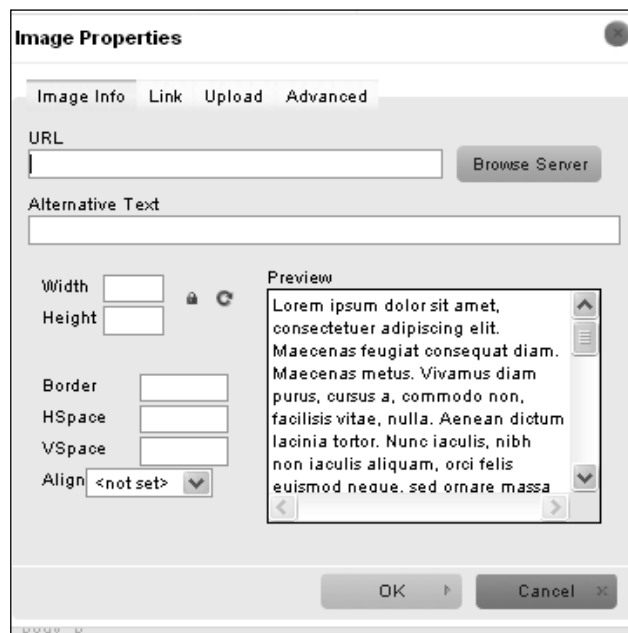 Image Properties
Image Info Link Upload Advanced
URL
Browse Server
Alternative Text
Width
Height
Border
HSpace
VSpace
Align <not set>
Preview
Lorem ipsum dolor sit amet,
consectetuer adipiscing elit.
Maecenas feugiat consequat diam.
Maecenas metus. Vivamus diam
purus, cursus a, commodo non,
facilisis vitae, nulla. Aenean dictum
lacinia tortor. Nunc iaculis, nibh
non iaculis aliquam, orci felis
euismod neque, sed ornare massa
OK Cancel